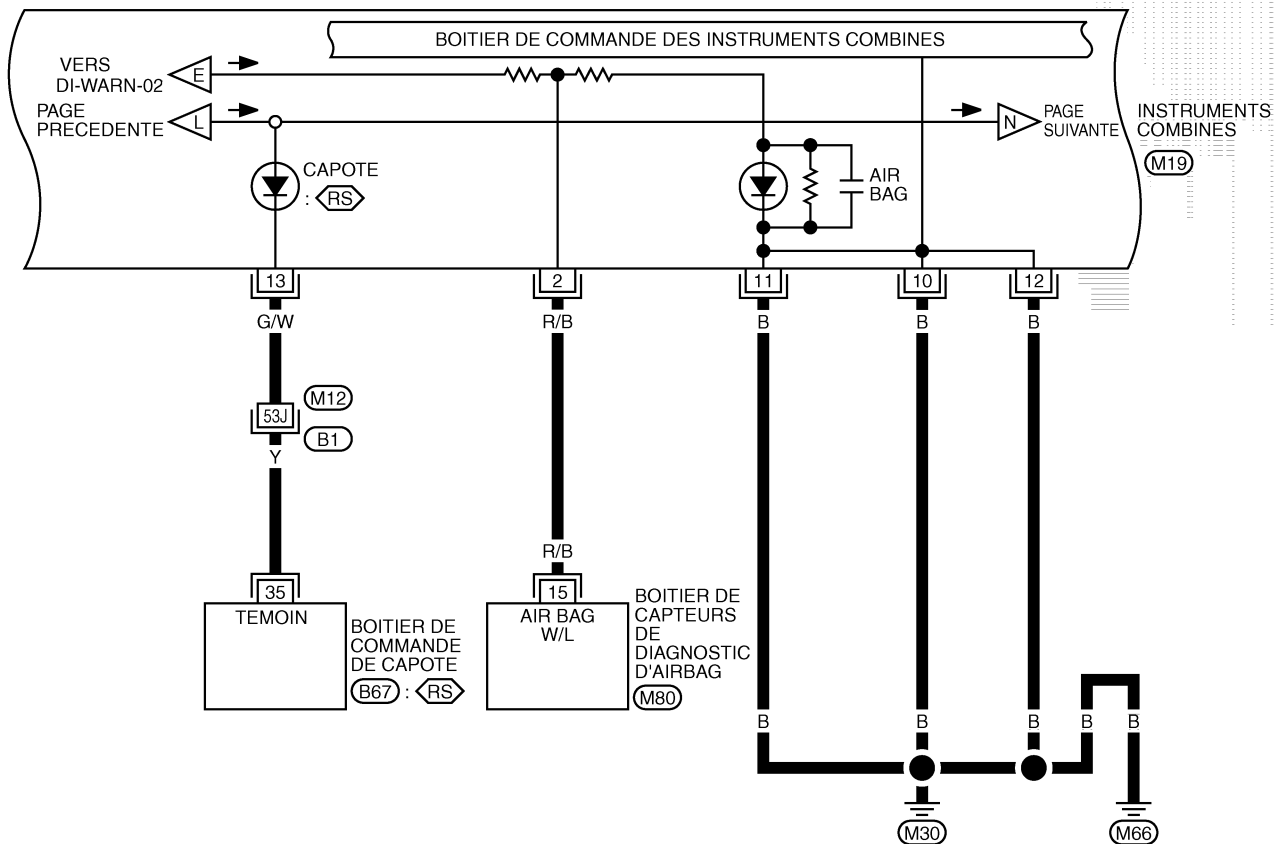 BOITIER DE COMMANDE DES INSTRUMENTS COMBINES
VERS
DI-WARN-02
E
PAGE
PRECEDENTE
L
N
PAGE
SUIVANTE
INSTRUMENTS
COMBINES
M19
CAPOTE
: RS
AIR
BAG
13
2
11
10
12
G/W
R/B
B
B
B
M12
53J
B1
Y
R/B
35
15
TEMOIN
BOITIER DE
COMMANDE
DE CAPOTE
B67 : RS
AIR BAG
W/L
BOITIER DE
CAPTEURS
DE
DIAGNOSTIC
D'AIRBAG
M80
B
B
B
B
B
M30
M66